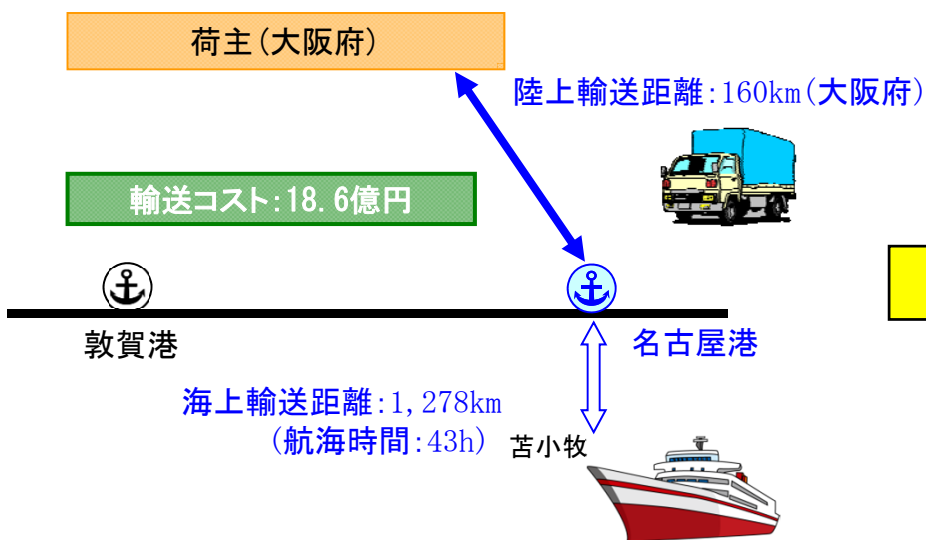 荷主(大阪府)
陸上輸送距離:160km(大阪府)
輸送コスト:18.6億円
敦賀港
名古屋港
海上輸送距離:1,278km
(航海時間:43h)
苫小牧